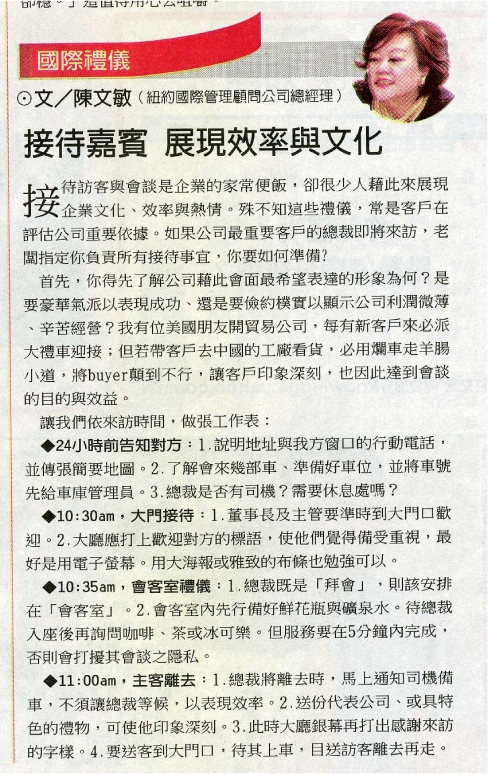 國際禮儀
⊙文／陳文敏（紐約國際管理顧問公司總經理）
接待嘉賓 展現效率與文化
接待訪客與會談是企業的家常便飯，卻很少人藉此來展現
企業文化、效率與熱情。殊不知這些禮儀，常是客戶在
評估公司重要依據。如果公司最重要客戶的總裁即將來訪，老
闆指定你負責所有接待事宜，你要如何準備?
首先，你得先了解公司藉此會面最希望表達的形象為何？是
要豪華氣派以表現成功、還是要儉約樸實以顯示公司利潤微薄
、辛苦經營？我有位美國朋友開貿易公司，每有新客戶來必派
大禮車迎接；但若帶客戶去中國的工廠看貨，必用爛車走羊腸
小道，將buyer顛到不行，讓客戶印象深刻，也因此達到會談
的目的與效益。
讓我們依來訪時間，做張工作表：
◆24小時前告知對方：1.說明地址與我方窗口的行動電話，
並傳張簡要地圖。2.了解會來幾部車、準備好車位，並將車號
先給車庫管理員。3.總裁是否有司機？需要休息處嗎？
◆10:30am，大門接待：1.董事長及主管要準時到大門口歡
迎。2.大廳應打上歡迎對方的標語，使他們覺得備受重視，最
好是用電子螢幕。用大海報或雅致的布條也勉強可以。
◆10:35am，會客室禮儀：1.總裁既是「拜會」，則該安排
在「會客室」。2.會客室內先行備好鮮花瓶與礦泉水。待總裁
入座後再詢問咖啡、茶或冰可樂。但服務要在5分鐘內完成，
否則會打擾其會談之隱私。
◆11:00am，主客離去：1.總裁將離去時，馬上通知司機備
車，不須讓總裁等候，以表現效率。2.送份代表公司、或具特
色的禮物，可使他印象深刻。3.此時大廳銀幕再打出感謝來訪
的字樣。4.要送客到大門口，待其上車，目送訪客離去再走。